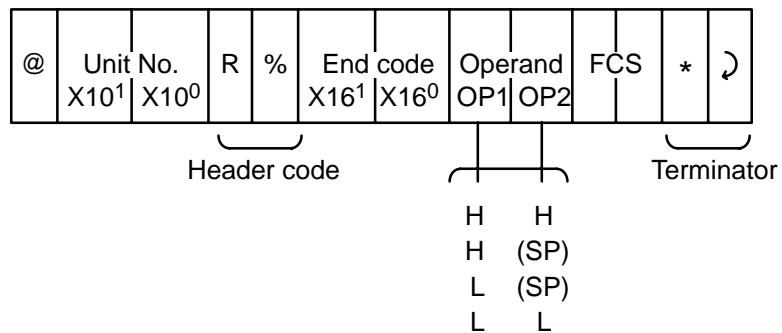 @ Unit No. R % End code Operand FCS * ⤸
X10¹ X10⁰ X16¹ X16⁰ OP1 OP2
Header code Terminator
H H
H (SP)
L (SP)
L L